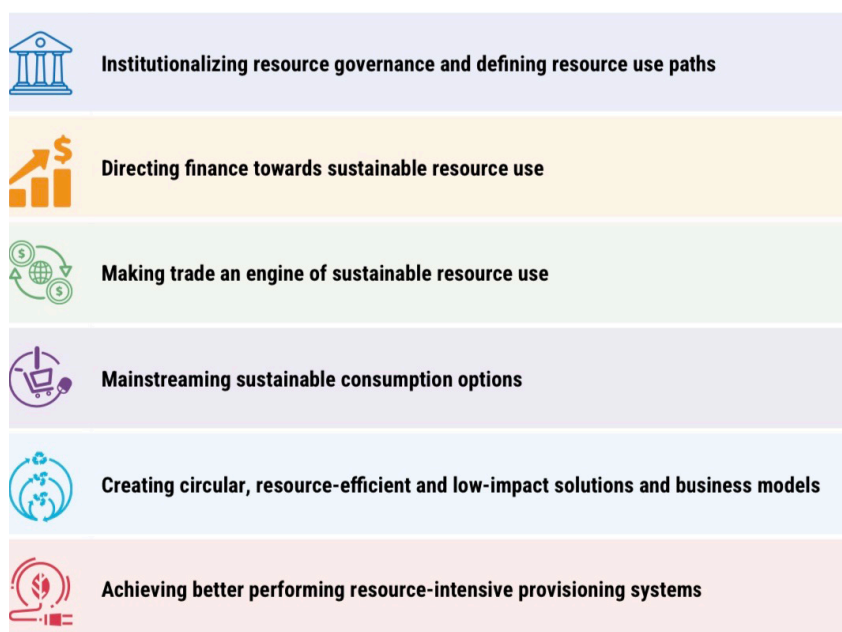 Institutionalizing resource governance and defining resource use paths
$
Directing finance towards sustainable resource use
$
$
Making trade an engine of sustainable resource use
Mainstreaming sustainable consumption options
Creating circular, resource-efficient and low-impact solutions and business models
Achieving better performing resource-intensive provisioning systems